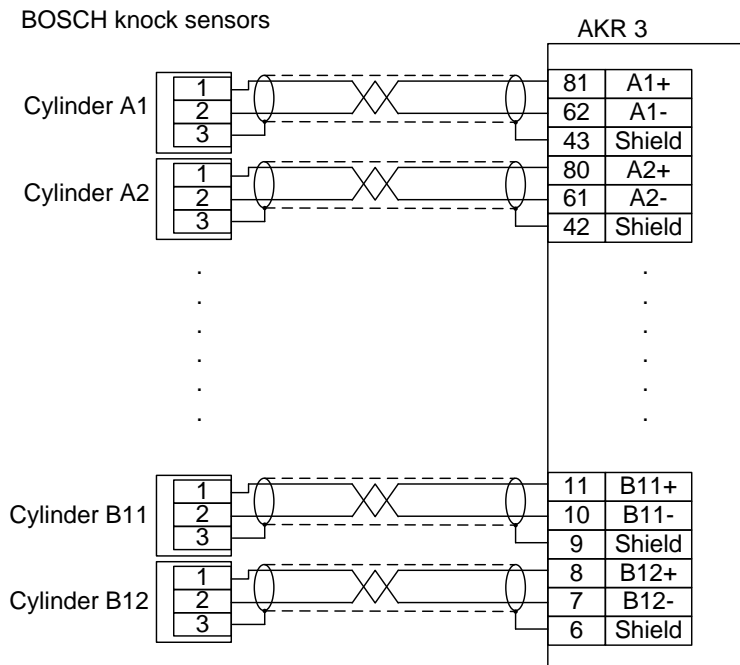 BOSCH knock sensors
AKR 3
Cylinder A1
1
2
3
81 A1+
62 A1-
43 Shield
Cylinder A2
1
2
3
80 A2+
61 A2-
42 Shield
Cylinder B11
1
2
3
11 B11+
10 B11-
9 Shield
Cylinder B12
1
2
3
8 B12+
7 B12-
6 Shield